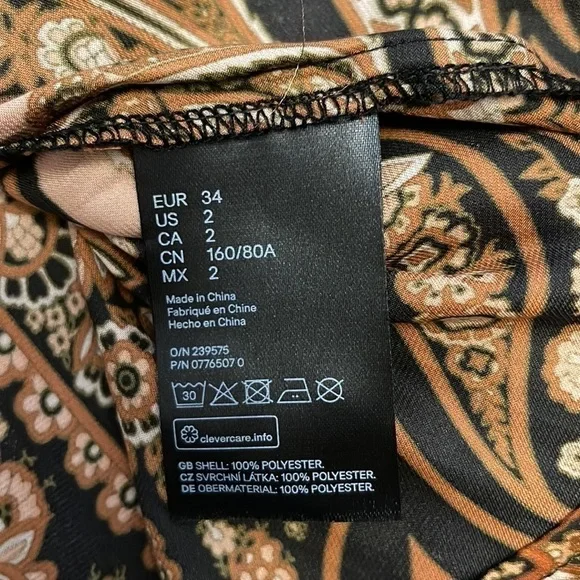 EUR 34
US 2
CA 2
CN 160/80A
MX 2
Made in China
Fabriqué en Chine
Hecho en China
O/N 239575
P/N 0776507 0
30
clevercare.info
GB SHELL: 100% POLYESTER.
CZ SVRCHNÍ LÁTKA: 100% POLYESTER.
DE OBERMATERIAL: 100% POLYESTER.